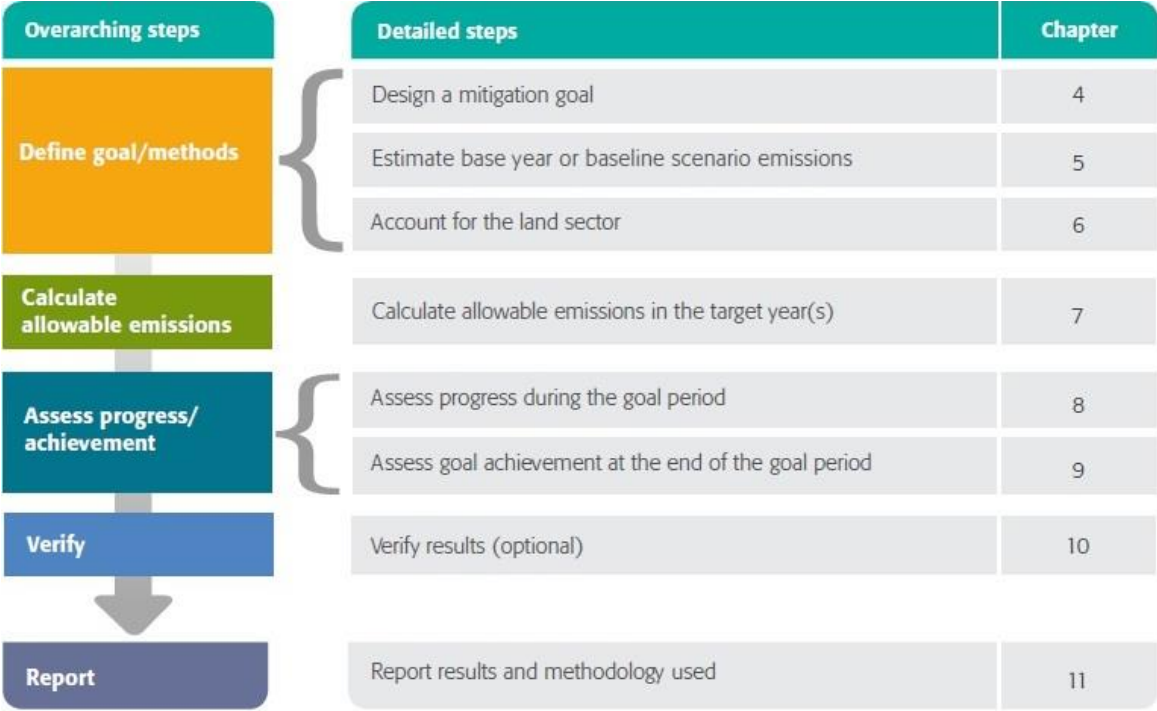 Overarching steps
Detailed steps
Chapter
Define goal/methods
Design a mitigation goal
4
Estimate base year or baseline scenario emissions
5
Account for the land sector
6
Calculate
allowable emissions
Calculate allowable emissions in the target year(s)
7
Assess progress/
achievement
Assess progress during the goal period
8
Assess goal achievement at the end of the goal period
9
Verify
Verify results (optional)
10
Report
Report results and methodology used
11